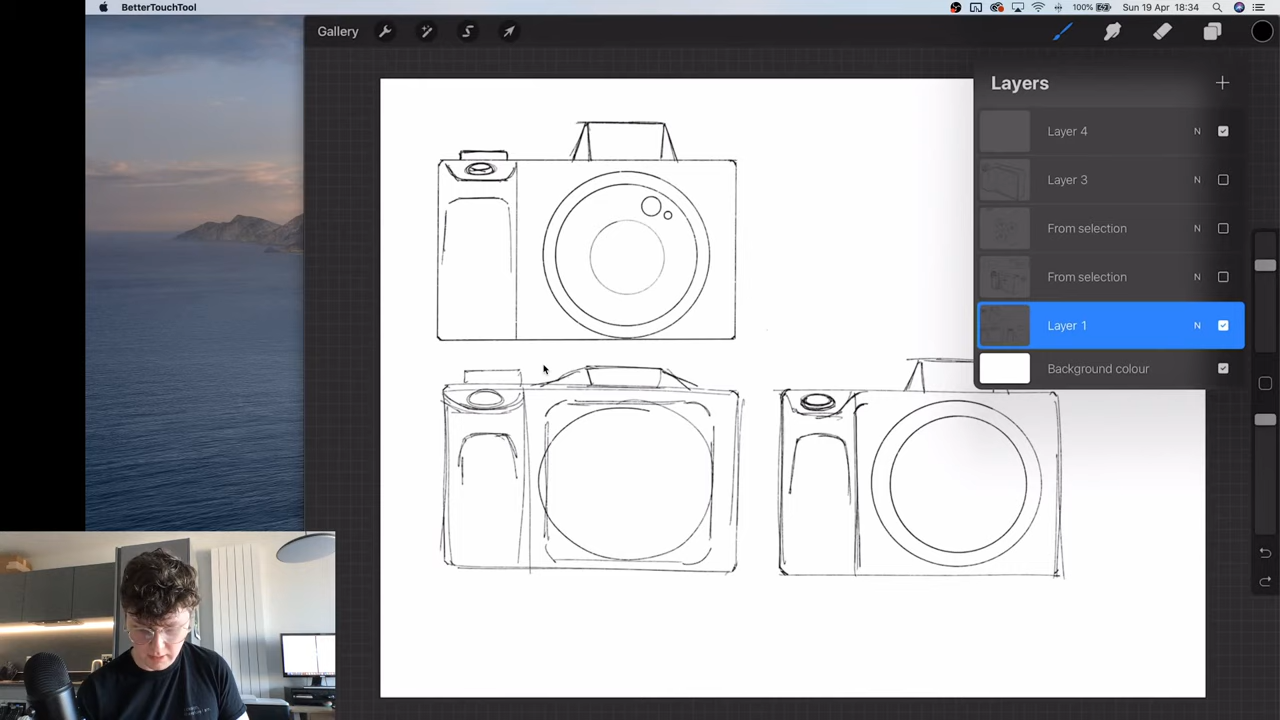 BetterTouchTool
100%
Sun 19 Apr 18:34
Gallery
Layers
Layer 4 N
Layer 3 N
From selection N
From selection N
Layer 1 N
Background colour